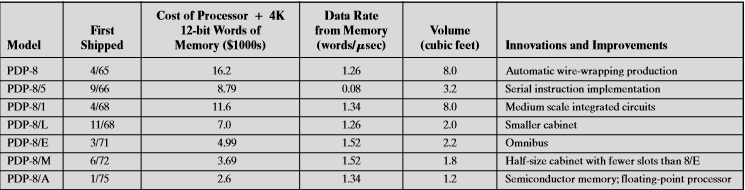 Model First Shipped Cost of Processor + 4K 12-bit Words of Memory ($1000s) Data Rate from Memory (words/μsec) Volume (cubic feet) Innovations and Improvements
PDP-8 4/65 16.2 1.26 8.0 Automatic wire-wrapping production
PDP-8/5 9/66 8.79 0.08 3.2 Serial instruction implementation
PDP-8/1 4/68 11.6 1.34 8.0 Medium scale integrated circuits
PDP-8/L 11/68 7.0 1.26 2.0 Smaller cabinet
PDP-8/E 3/71 4.99 1.52 2.2 Omnibus
PDP-8/M 6/72 3.69 1.52 1.8 Half-size cabinet with fewer slots than 8/E
PDP-8/A 1/75 2.6 1.34 1.2 Semiconductor memory; floating-point processor